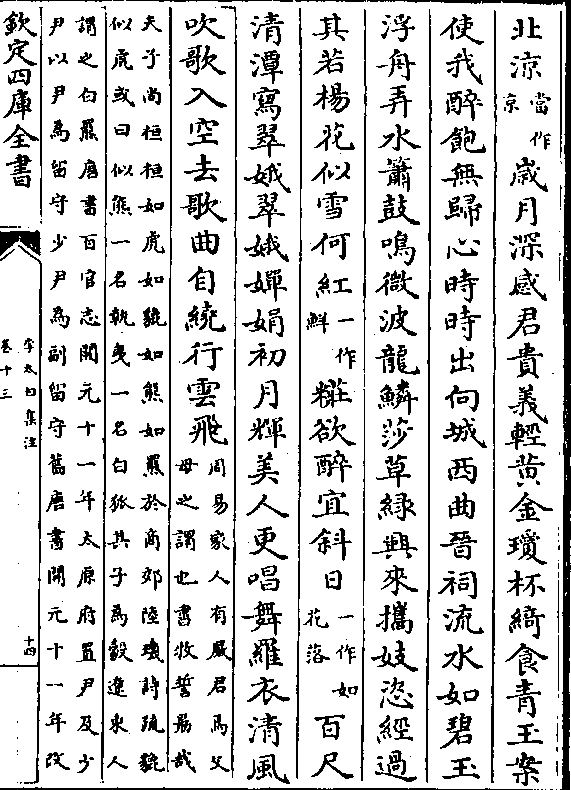 北涼當作京歲月深感君貴義輕黃金瓊杯綺食青玉案
使我醉飽無歸心時時出向城西曲晉祠流水如碧玉
浮舟弄水簫鼓鳴微波龍鱗莎草緑興來攜妓恣經過
其若楊花似雪何紅一作鮮糚欲醉宜斜日一作如花落百尺
清潭寫翠娥翠娥嬋娟初月輝美人更唱舞羅衣清風
吹歌入空去歌曲自繞行雲飛周易家人有嚴君焉父
母之謂也書牧誓勗哉
夫子尚桓桓如虎如貔如熊如羆於商郊陸璣詩疏貔
似虎或曰似熊一名執夷一名白狐其子為豰遼東人
謂之白羆唐書百官志開元十一年太原府置尹及少
尹以尹為留守少尹為副留守舊唐書開元十一年改
欽定四庫全書
李太白集注
卷十三
十四